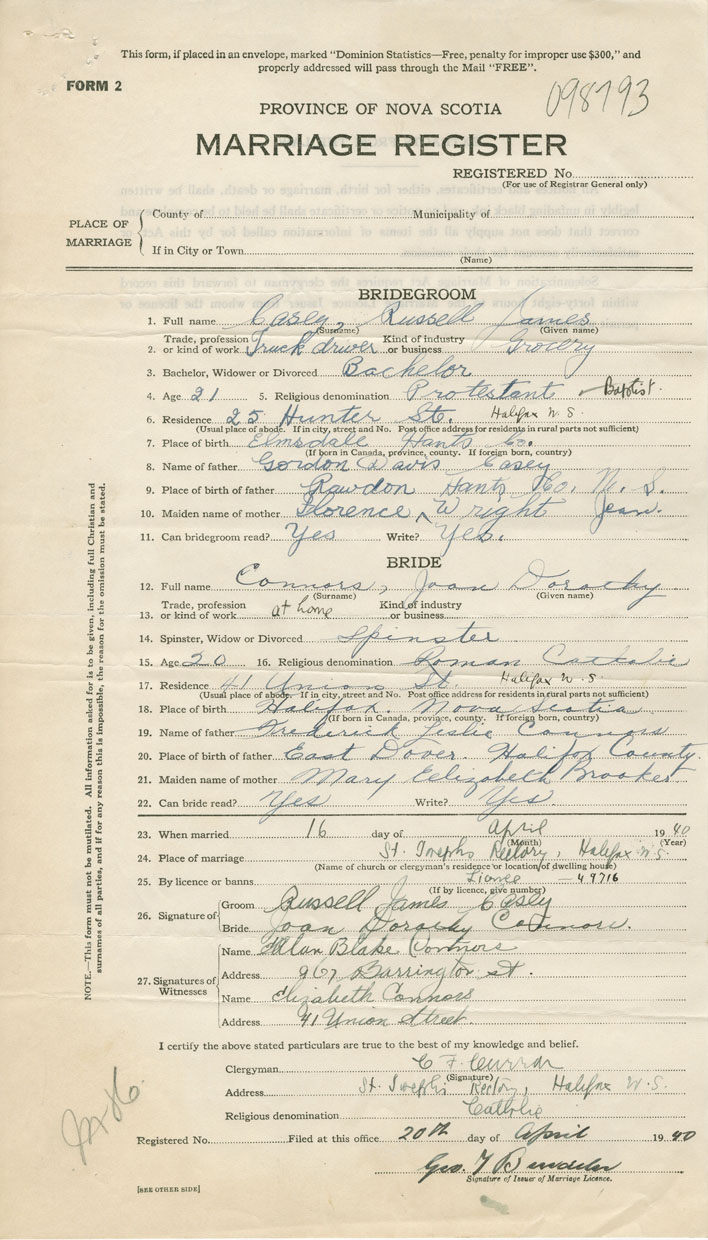 This form, if placed in an envelope, marked "Dominion Statistics—Free, penalty for improper use $300," and
properly addressed will pass through the Mail "FREE".
FORM 2
098793
PROVINCE OF NOVA SCOTIA
MARRIAGE REGISTER
REGISTERED No.
(For use of Registrar General only)
PLACE OF MARRIAGE
County of Municipality of
If in City or Town
(Name)
BRIDEGROOM
1. Full name Casey, Russell James
(Surname) (Given name)
2. Trade, profession or kind of work Truck driver Kind of industry or business Grocery
3. Bachelor, Widower or Divorced Bachelor
4. Age 21 5. Religious denomination Protestant - Baptist.
6. Residence 25 Hunter St. Halifax N.S.
(Usual place of abode. If in city, street and No. Post office address for residents in rural parts not sufficient)
7. Place of birth Elmsdale Hants Co.
(If born in Canada, province, county. If foreign born, country)
8. Name of father Gordon Davis Casey
9. Place of birth of father Rawdon Hants Co. N. S.
10. Maiden name of mother Florence ^ Wright Jean.
11. Can bridegroom read? Yes Write? Yes.
BRIDE
12. Full name Connors, Joan Dorothy
(Surname) (Given name)
13. Trade, profession or kind of work at home Kind of industry or business
14. Spinster, Widow or Divorced Spinster
15. Age 20 16. Religious denomination Roman Catholic
17. Residence 41 Union St. Halifax N.S.
(Usual place of abode. If in city, street and No. Post office address for residents in rural parts not sufficient)
18. Place of birth Halifax. Nova Scotia
(If born in Canada, province, county. If foreign born, country)
19. Name of father Frederick Leslie Connors
20. Place of birth of father East Dover. Halifax County.
21. Maiden name of mother Mary Elizabeth Brooker
22. Can bride read? Yes Write? Yes.
23. When married 16 day of April 1940
(Month) (Year)
24. Place of marriage St. Josephs Rectory, Halifax N.S.
(Name of church or clergyman's residence or location of dwelling house)
25. By licence or banns Licence — 49716
(If by licence, give number)
26. Signature of
Groom Russell James Casey
Bride Joan Dorothy Connors.
27. Signatures of Witnesses
Name Allan Blake Connors
Address 967 Barrington St.
Name Elizabeth Connors
Address 41 Union Street.
I certify the above stated particulars are true to the best of my knowledge and belief.
Clergyman C F Curran
(Signature)
Address St. Josephs Rectory, Halifax N.S.
Religious denomination Catholic
Registered No. Filed at this office 20th day of April 1940
Geo.
Signature of Issuer of Marriage Licence.
[SEE OTHER SIDE]
NOTE.—This form must not be mutilated. All information asked for is to be given, including full Christian and
surnames of all parties, and if for any reason this is impossible, the reason for the omission must be stated.